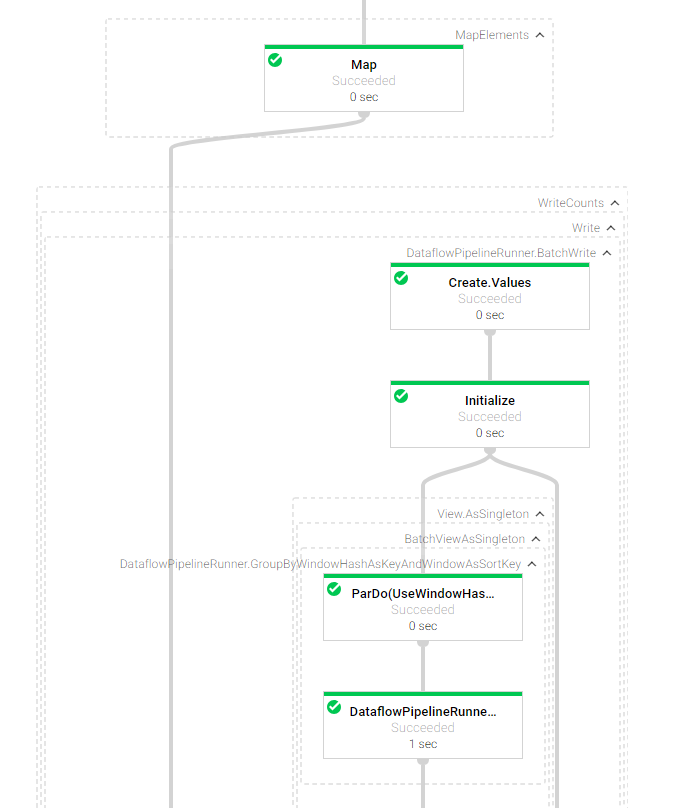 MapElements
Map
Succeeded
0 sec
WriteCounts
Write
DataflowPipelineRunner.BatchWrite
Create.Values
Succeeded
0 sec
Initialize
Succeeded
0 sec
View.AsSingleton
BatchViewAsSingleton
DataflowPipelineRunner.GroupByWindowHashAsKeyAndWindowAsSortKey
ParDo(UseWindowHas...
Succeeded
0 sec
DataflowPipelineRunne...
Succeeded
1 sec